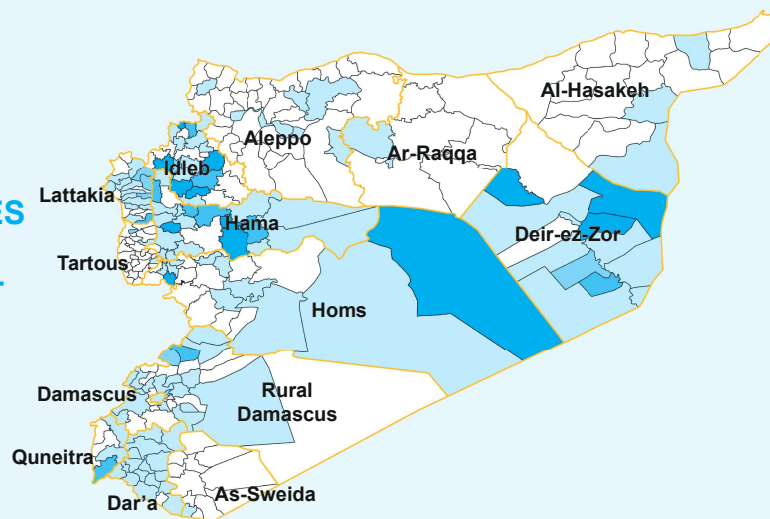 Al-Hasakeh
Aleppo
Ar-Raqqa
Idleb
Lattakia
ES
Hama
Deir-ez-Zor
Tartous
Homs
Damascus
Rural
Damascus
Quneitra
Dar'a
As-Sweida